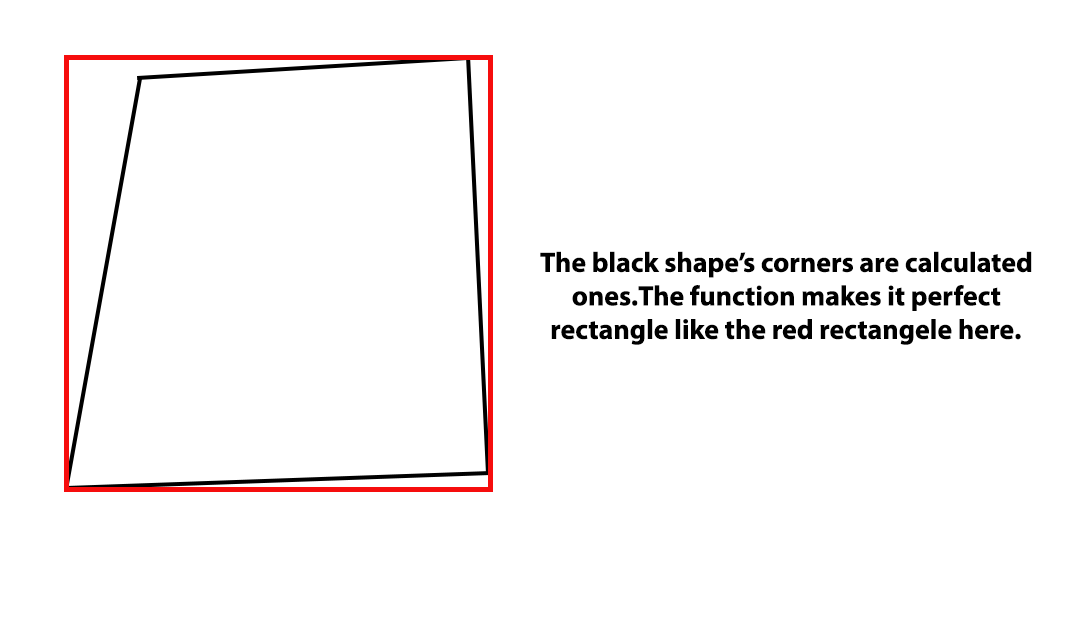 The black shape’s corners are calculated
ones.The function makes it perfect
rectangle like the red rectangele here.